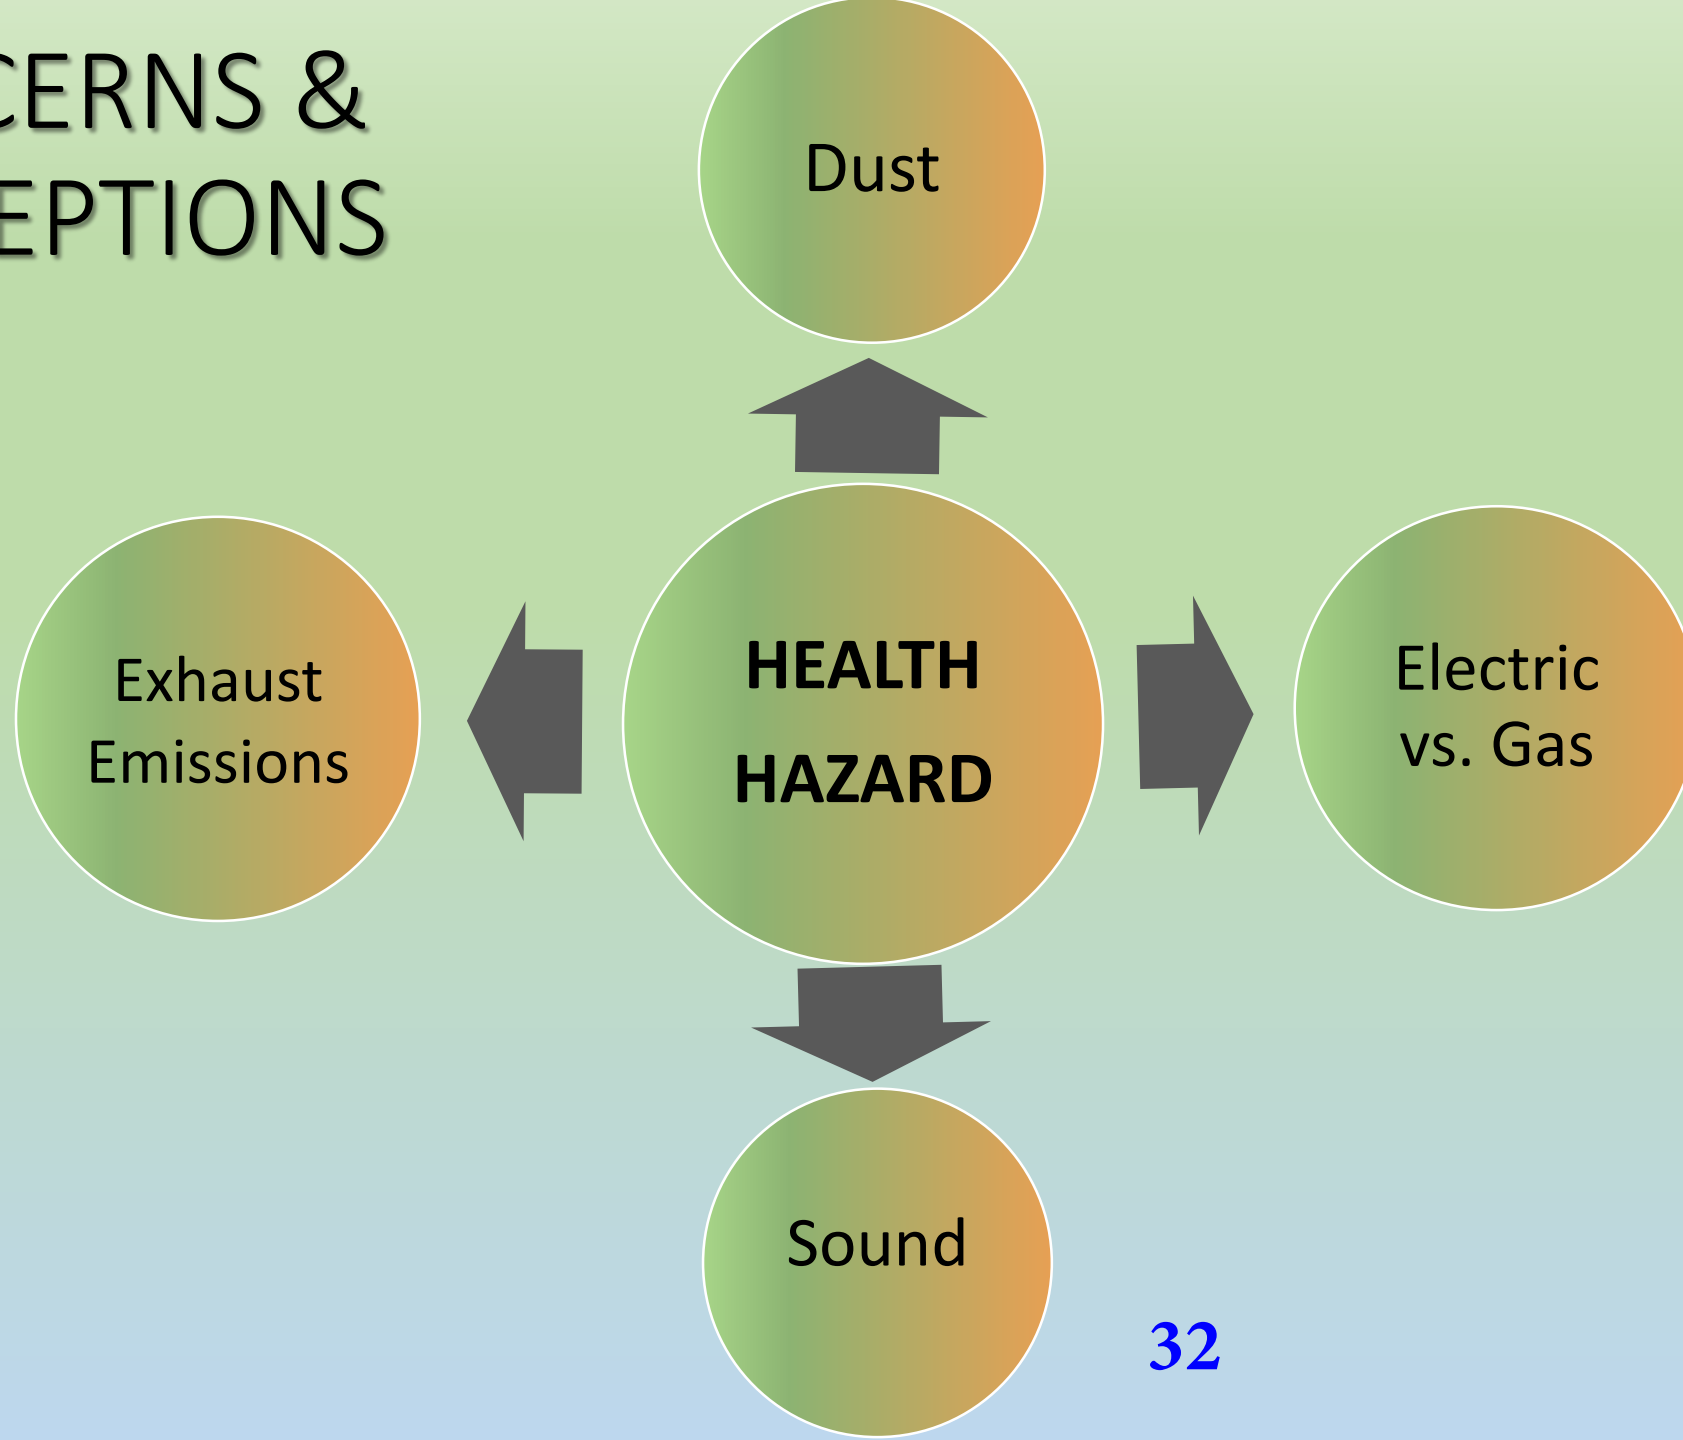 CERNS &
EPTIONS
Dust
Exhaust
Emissions
HEALTH
HAZARD
Electric
vs. Gas
Sound
32